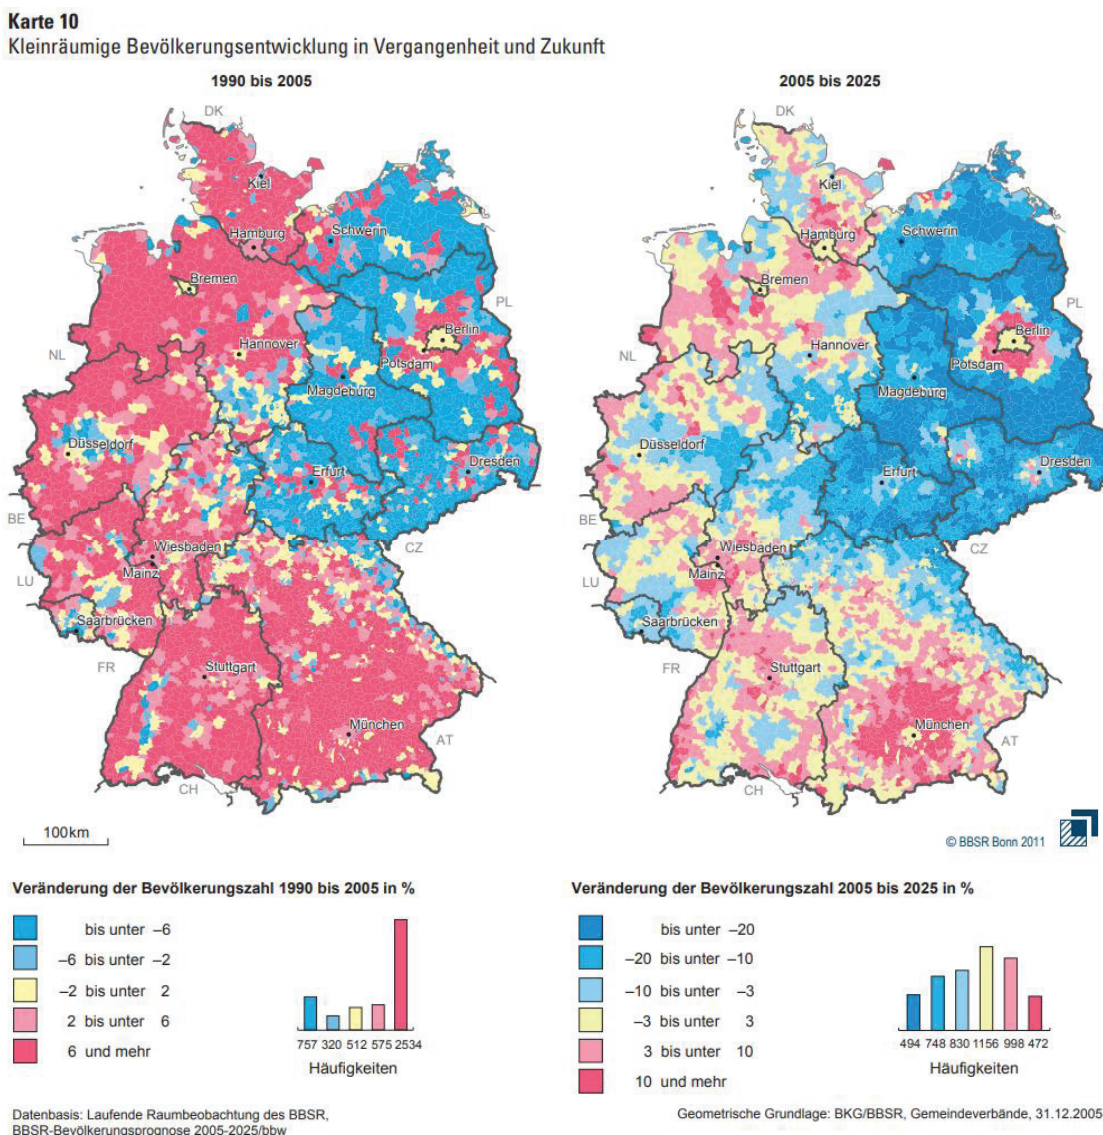 Karte 10
Kleinräumige Bevölkerungsentwicklung in Vergangenheit und Zukunft
1990 bis 2005
DK
Kiel
Hamburg
Schwerin
Bremen
PL
Berlin
NL
Hannover
Potsdam
Magdeburg
Düsseldorf
Erfurt
Dresden
BE
Wiesbaden
CZ
LU
Mainz
Saarbrücken
FR
Stuttgart
München
AT
CH
100 km
2005 bis 2025
DK
Kiel
Hamburg
Schwerin
Bremen
PL
Berlin
NL
Hannover
Potsdam
Magdeburg
Düsseldorf
Erfurt
Dresden
BE
Wiesbaden
CZ
LU
Mainz
Saarbrücken
FR
Stuttgart
München
AT
CH
© BBSR Bonn 2011
Veränderung der Bevölkerungszahl 1990 bis 2005 in %
bis unter –6
–6 bis unter –2
–2 bis unter 2
2 bis unter 6
6 und mehr
757 320 512 575 2534
Häufigkeiten
Veränderung der Bevölkerungszahl 2005 bis 2025 in %
bis unter –20
–20 bis unter –10
–10 bis unter –3
–3 bis unter 3
3 bis unter 10
10 und mehr
494 748 830 1156 998 472
Häufigkeiten
Datenbasis: Laufende Raumbeobachtung des BBSR,
BBSR-Bevölkerungsprognose 2005-2025/bbw
Geometrische Grundlage: BKG/BBSR, Gemeindeverbände, 31.12.2005